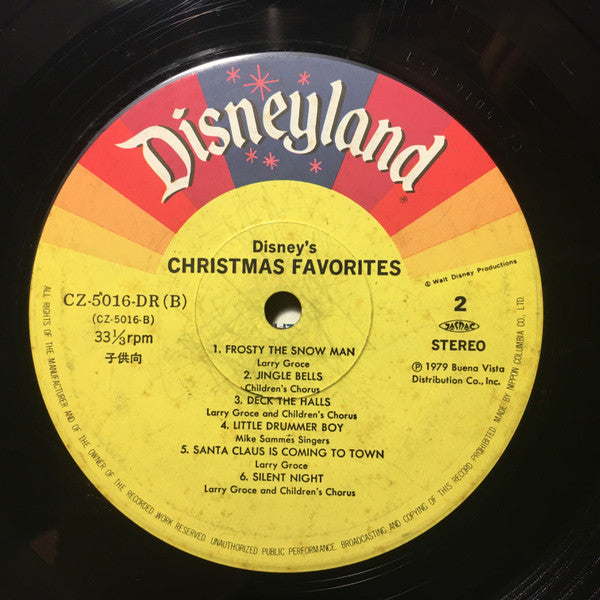 Disneyland
®
Disney's
CHRISTMAS FAVORITES
© Walt Disney Productions
CZ-5016-DR (B)
(CZ-5016-B)
33⅓rpm
子供向
2
JASRAC
STEREO
℗ 1979 Buena Vista
Distribution Co., Inc.
1. FROSTY THE SNOW MAN
Larry Groce
2. JINGLE BELLS
Children's Chorus
3. DECK THE HALLS
Larry Groce and Children's Chorus
4. LITTLE DRUMMER BOY
Mike Sammes Singers
5. SANTA CLAUS IS COMING TO TOWN
Larry Groce
6. SILENT NIGHT
Larry Groce and Children's Chorus
ALL RIGHTS OF THE MANUFACTURER AND OF THE OWNER OF THE RECORDED WORK RESERVED. UNAUTHORIZED PUBLIC PERFORMANCE. BROADCASTING AND COPYING OF THIS RECORD PROHIBITED. MADE BY NIPPON COLUMBIA CO., LTD.